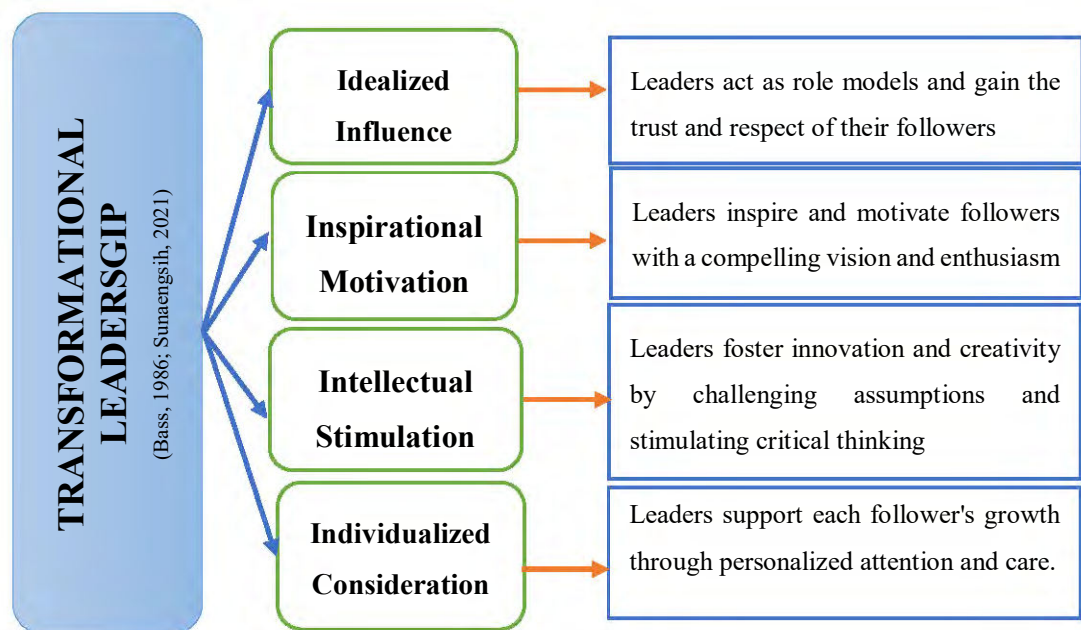 TRANSFORMATIONAL
LEADERSGIP
(Bass, 1986; Sunaengsih, 2021)
Idealized
Influence
Leaders act as role models and gain the
trust and respect of their followers
Inspirational
Motivation
Leaders inspire and motivate followers
with a compelling vision and enthusiasm
Intellectual
Stimulation
Leaders foster innovation and creativity
by challenging assumptions and
stimulating critical thinking
Individualized
Consideration
Leaders support each follower's growth
through personalized attention and care.